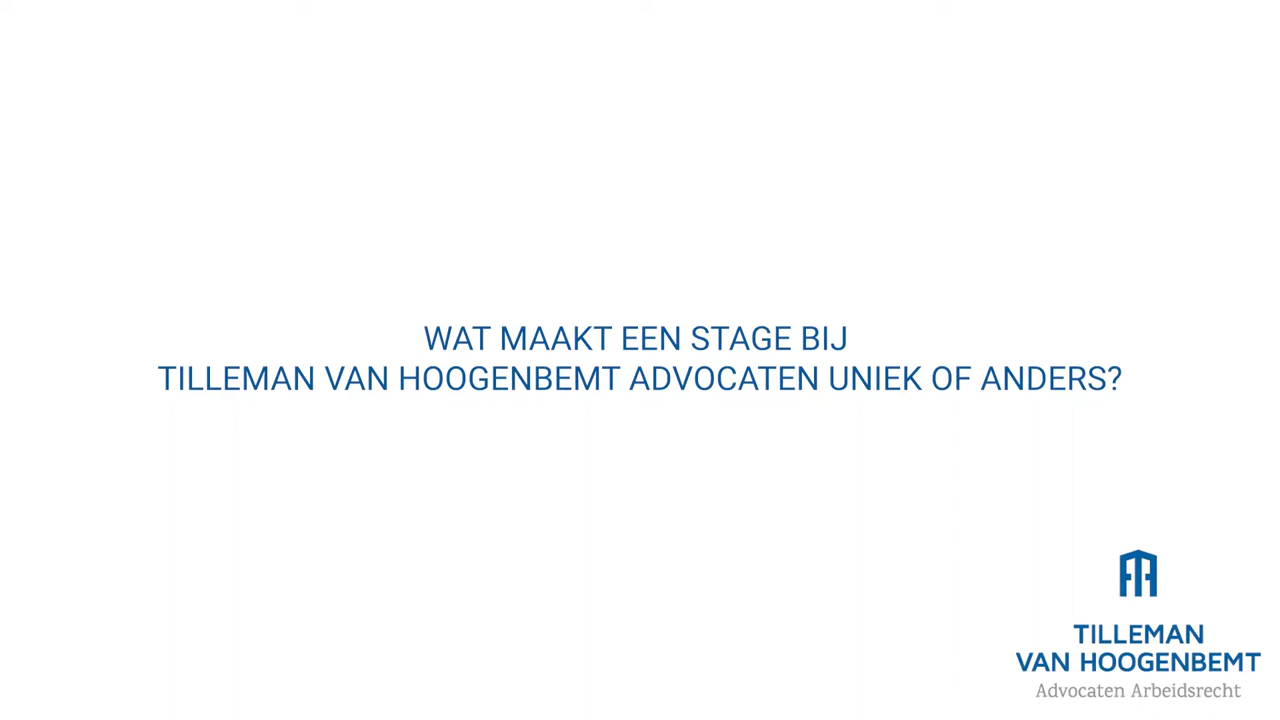 WAT MAAKT EEN STAGE BIJ
TILLEMAN VAN HOOGENBEMT ADVOCATEN UNIEK OF ANDERS?
TILLEMAN
VAN HOOGENBEMT
Advocaten Arbeidsrecht